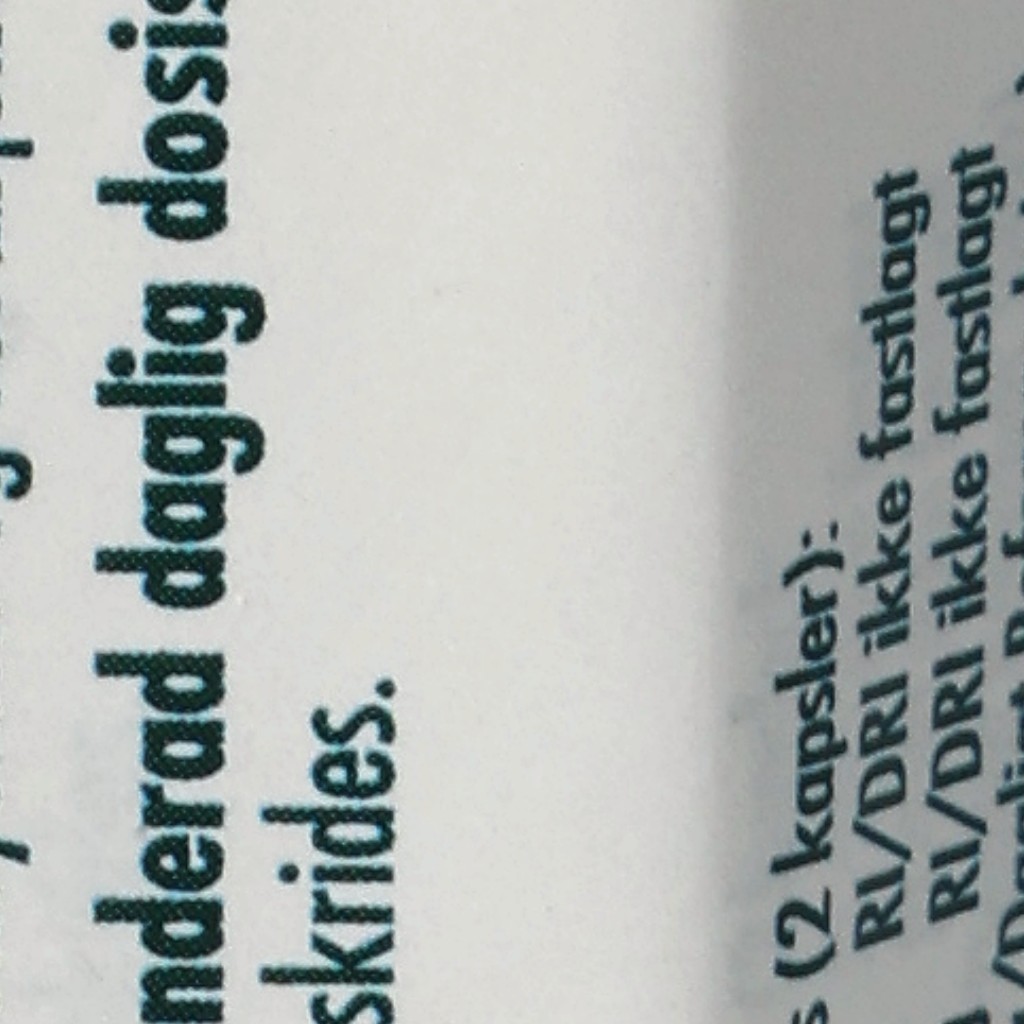 nderad daglig dosis
skrides.
s (2 kapsler):
RI/DRI ikke fastlagt
RI/DRI ikke fastlagt